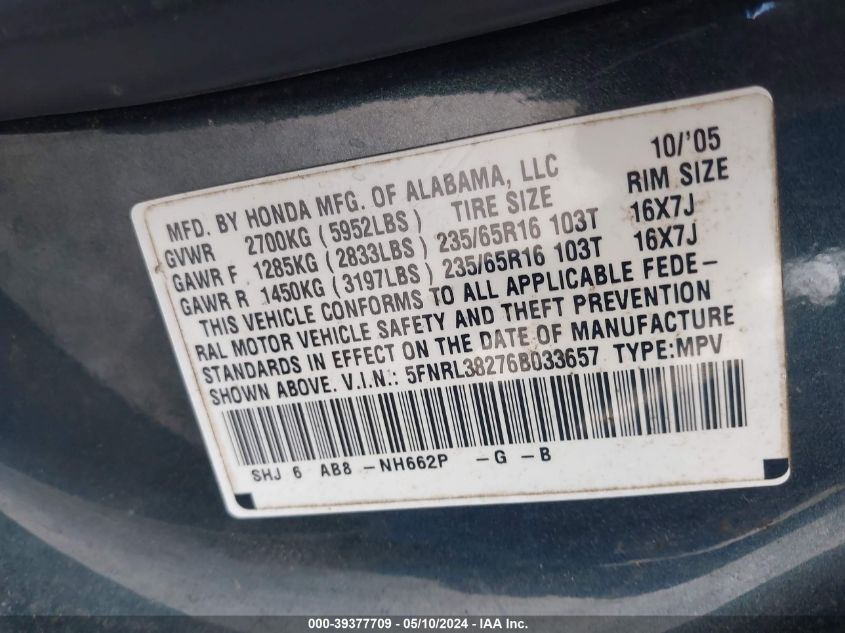 10/'05
MFD. BY HONDA MFG. OF ALABAMA, LLC
GVWR 2700KG (5952LBS) TIRE SIZE RIM SIZE
GAWR F 1285KG (2833LBS) 235/65R16 103T 16X7J
GAWR R 1450KG (3197LBS) 235/65R16 103T 16X7J
THIS VEHICLE CONFORMS TO ALL APPLICABLE FEDE-
RAL MOTOR VEHICLE SAFETY AND THEFT PREVENTION
STANDARDS IN EFFECT ON THE DATE OF MANUFACTURE
SHOWN ABOVE. V.I.N.: 5FNRL38276B033657 TYPE:MPV
SHJ 6 AB8 -NH662P -G -B
000-39377709 - 05/10/2024 - IAA Inc.